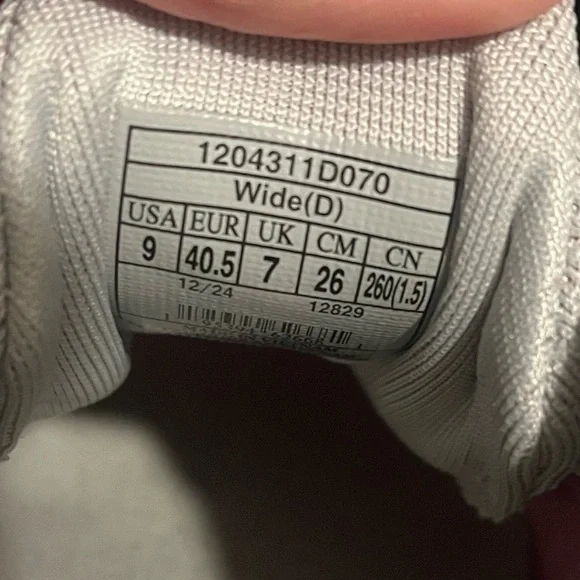 1204311D070
Wide(D)
USA EUR UK CM CN
9 40.5 7 26 260(1.5)
12/24 12829